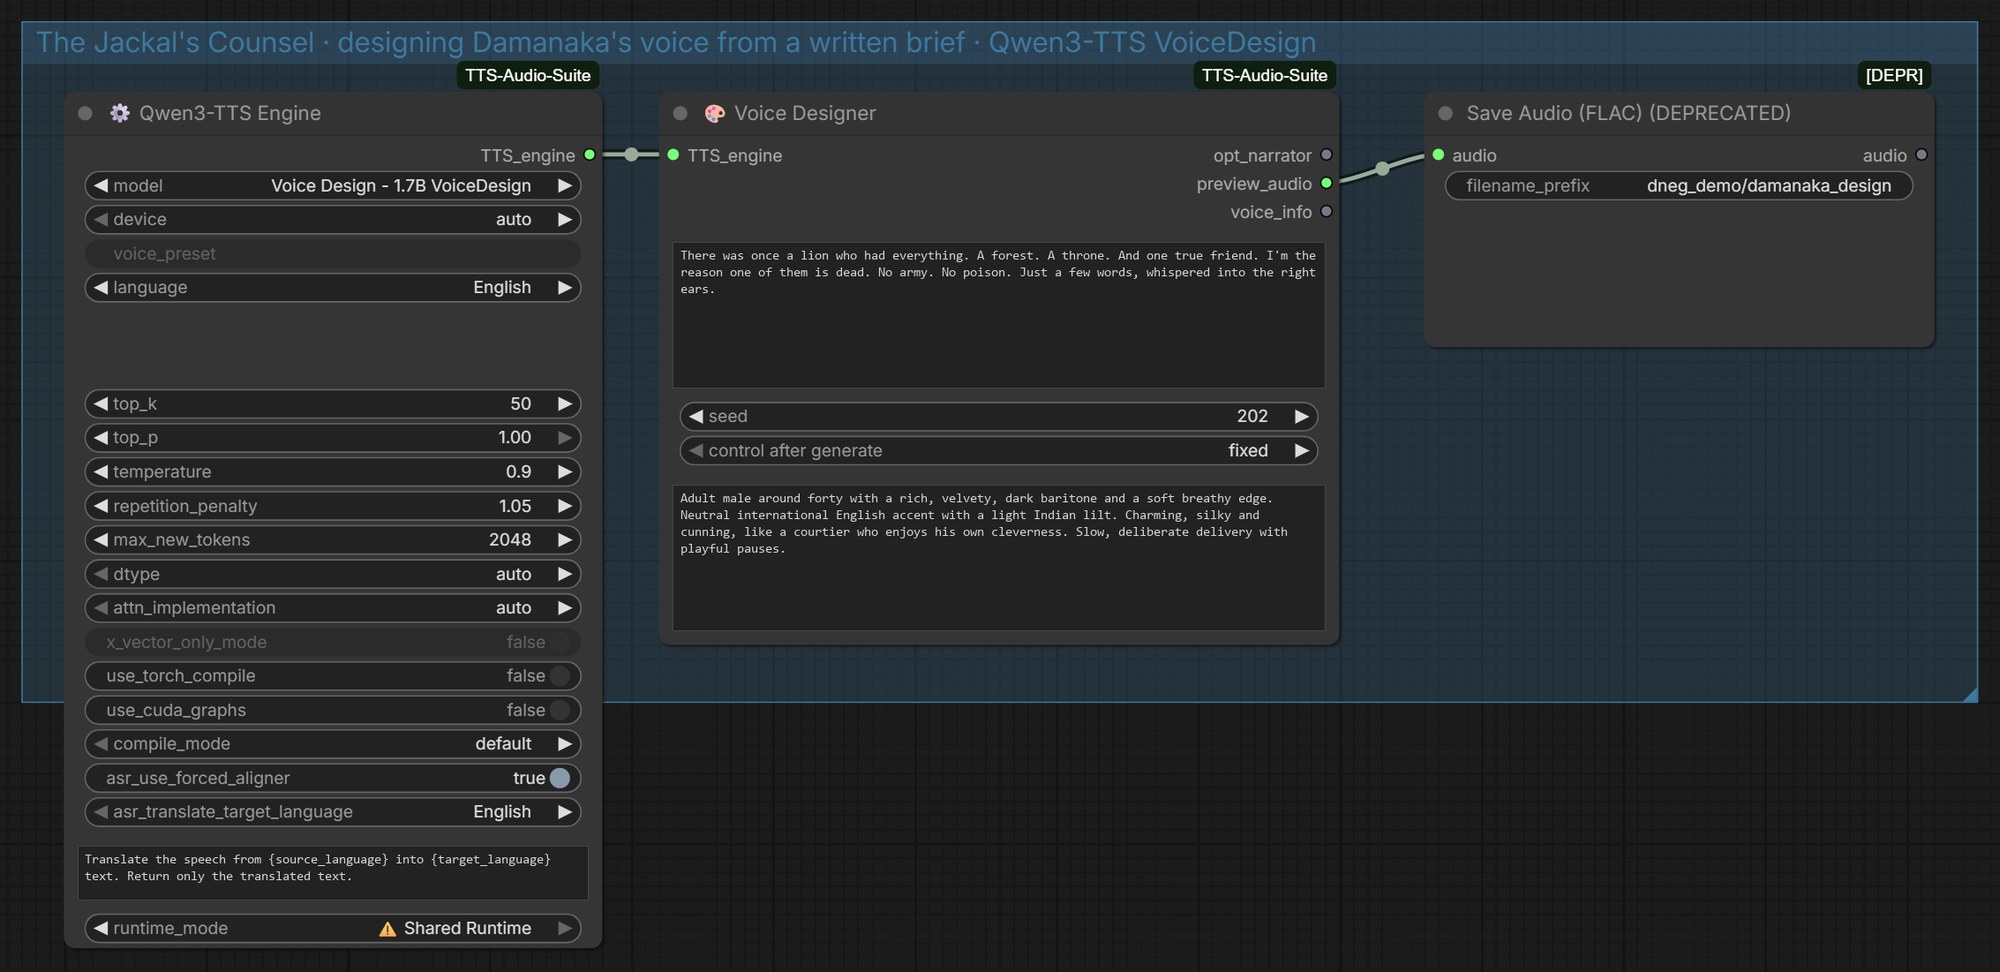 The Jackal's Counsel · designing Damanaka's voice from a written brief · Qwen3-TTS VoiceDesign
TTS-Audio-Suite
Qwen3-TTS Engine
TTS_engine
model Voice Design - 1.7B VoiceDesign
device auto
voice_preset
language English
top_k 50
top_p 1.00
temperature 0.9
repetition_penalty 1.05
max_new_tokens 2048
dtype auto
attn_implementation auto
x_vector_only_mode false
use_torch_compile false
use_cuda_graphs false
compile_mode default
asr_use_forced_aligner true
asr_translate_target_language English
Translate the speech from {source_language} into {target_language}
text. Return only the translated text.
runtime_mode Shared Runtime
TTS-Audio-Suite
Voice Designer
TTS_engine opt_narrator
preview_audio
voice_info
There was once a lion who had everything. A forest. A throne. And one true friend. I'm the
reason one of them is dead. No army. No poison. Just a few words, whispered into the right
ears.
seed 202
control after generate fixed
Adult male around forty with a rich, velvety, dark baritone and a soft breathy edge.
Neutral international English accent with a light Indian lilt. Charming, silky and
cunning, like a courtier who enjoys his own cleverness. Slow, deliberate delivery with
playful pauses.
[DEPR]
Save Audio (FLAC) (DEPRECATED)
audio audio
filename_prefix dneg_demo/damanaka_design